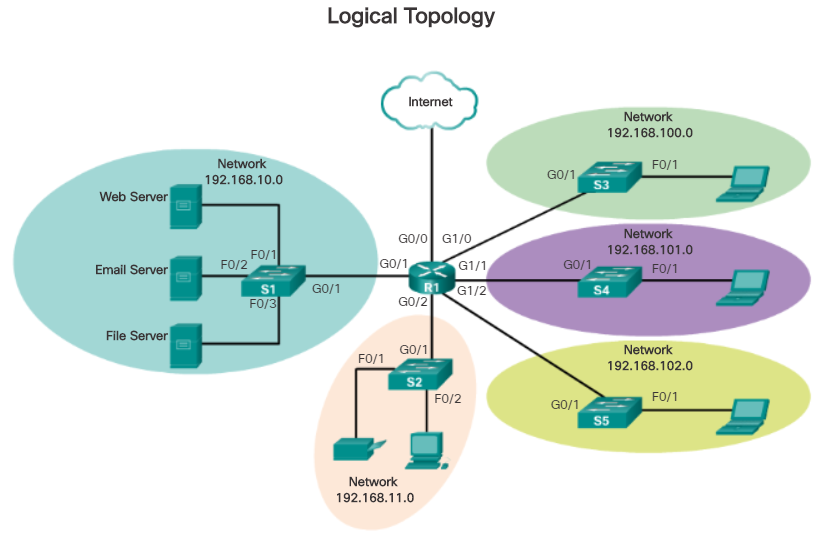 Logical Topology
Internet
Network
192.168.10.0
Web Server
Email Server
File Server
F0/1
F0/2
F0/3
S1
G0/1
G0/1
G0/0
G1/0
G1/1
G1/2
G0/2
R1
Network
192.168.100.0
G0/1
F0/1
S3
Network
192.168.101.0
G0/1
F0/1
S4
Network
192.168.102.0
G0/1
F0/1
S5
G0/1
F0/1
S2
F0/2
Network
192.168.11.0